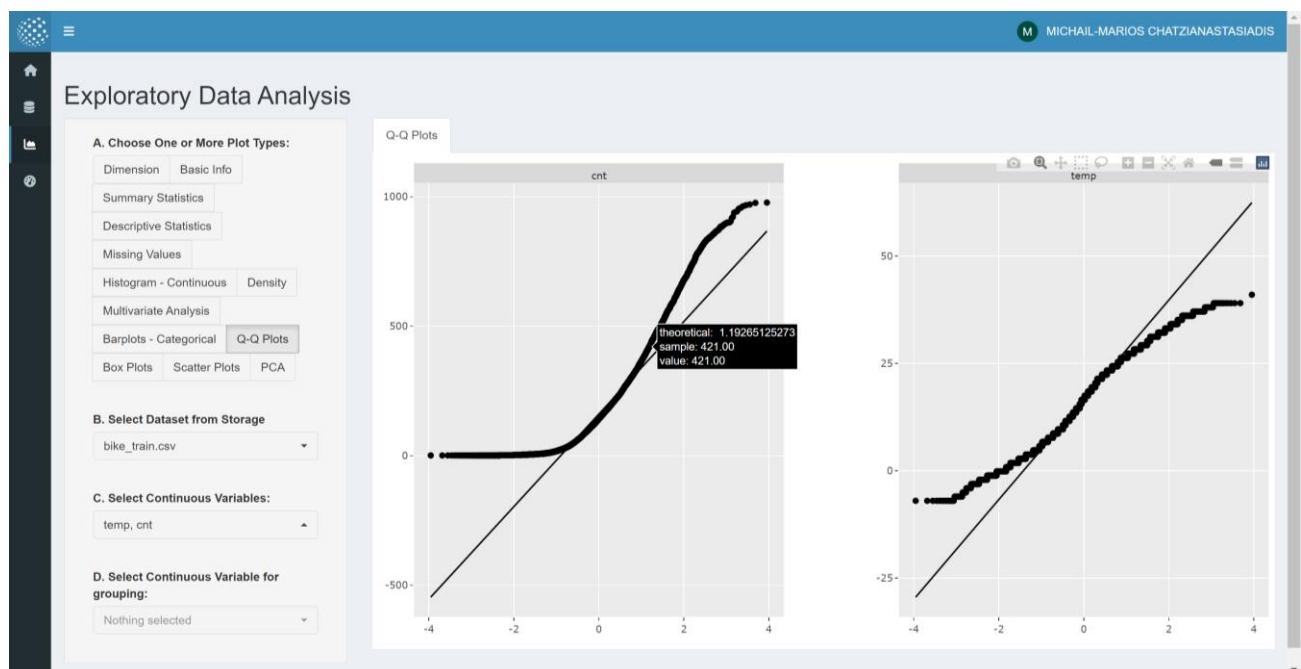 M MICHAIL-MARIOS CHATZIANASTASIADIS
Exploratory Data Analysis
A. Choose One or More Plot Types:
Dimension Basic Info
Summary Statistics
Descriptive Statistics
Missing Values
Histogram - Continuous Density
Multivariate Analysis
Barplots - Categorical Q-Q Plots
Box Plots Scatter Plots PCA
B. Select Dataset from Storage
bike_train.csv
C. Select Continuous Variables:
temp, cnt
D. Select Continuous Variable for
grouping:
Nothing selected
Q-Q Plots
cnt
1000
500
0
-500
-4 -2 0 2 4
theoretical: 1.19265125273
sample: 421.00
value: 421.00
temp
50
25
0
-25
-4 -2 0 2 4